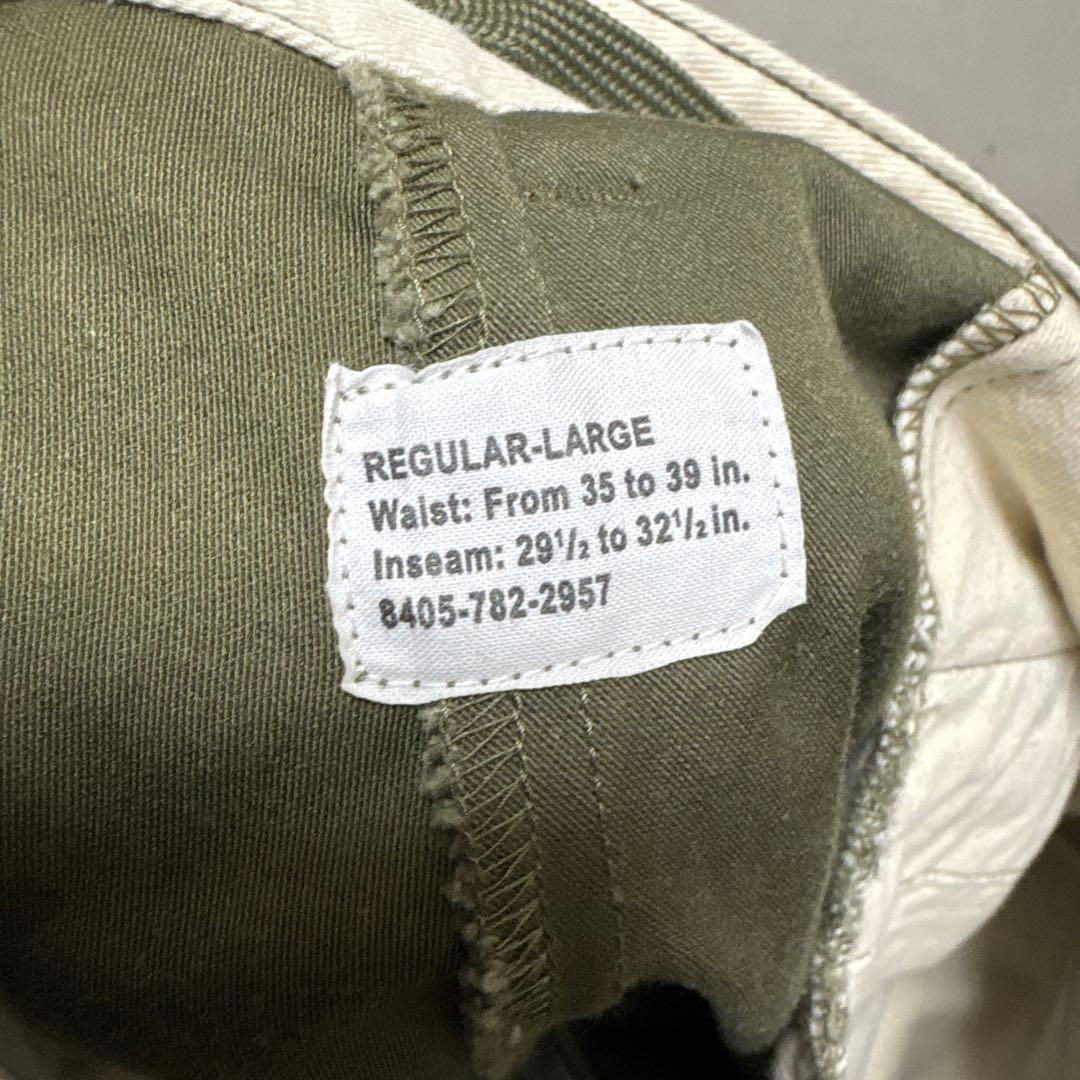 REGULAR-LARGE
Waist: From 35 to 39 in.
Inseam: 29¹/₂ to 32¹/₂ in.
8405-782-2957